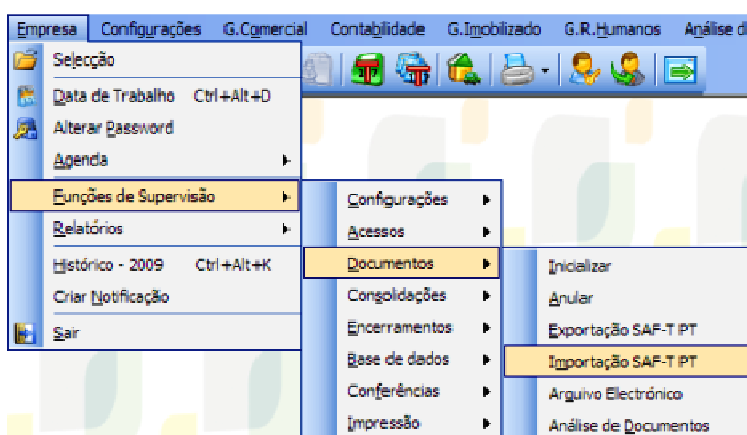 Empresa Configurações G.Comercial Contabilidade G.Imobilizado G.R.Humanos Análise d
Selecção
Data de Trabalho Ctrl+Alt+D
Alterar Password
Agenda
Funções de Supervisão
Relatórios
Histórico - 2009 Ctrl+Alt+K
Criar Notificação
Sair
Configurações
Acessos
Documentos
Consolidações
Encerramentos
Base de dados
Conferências
Impressão
Inicializar
Anular
Exportação SAF-T PT
Importação SAF-T PT
Arquivo Electrónico
Análise de Documentos